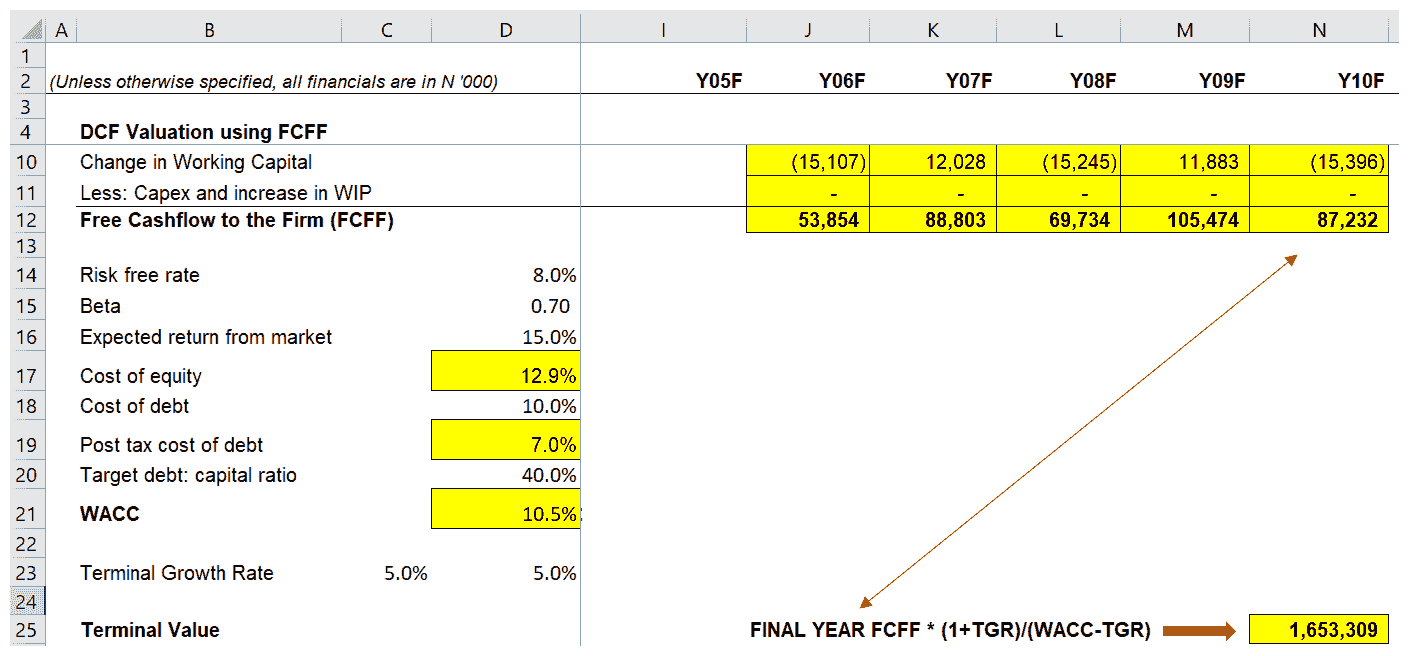 A B C D I J K L M N
1
2 (Unless otherwise specified, all financials are in N '000) Y05F Y06F Y07F Y08F Y09F Y10F
3
4 DCF Valuation using FCFF
10 Change in Working Capital (15,107) 12,028 (15,245) 11,883 (15,396)
11 Less: Capex and increase in WIP - - - - -
12 Free Cashflow to the Firm (FCFF) 53,854 88,803 69,734 105,474 87,232
13
14 Risk free rate 8.0%
15 Beta 0.70
16 Expected return from market 15.0%
17 Cost of equity 12.9%
18 Cost of debt 10.0%
19 Post tax cost of debt 7.0%
20 Target debt: capital ratio 40.0%
21 WACC 10.5%
22
23 Terminal Growth Rate 5.0% 5.0%
24
25 Terminal Value FINAL YEAR FCFF * (1+TGR)/(WACC-TGR) 1,653,309